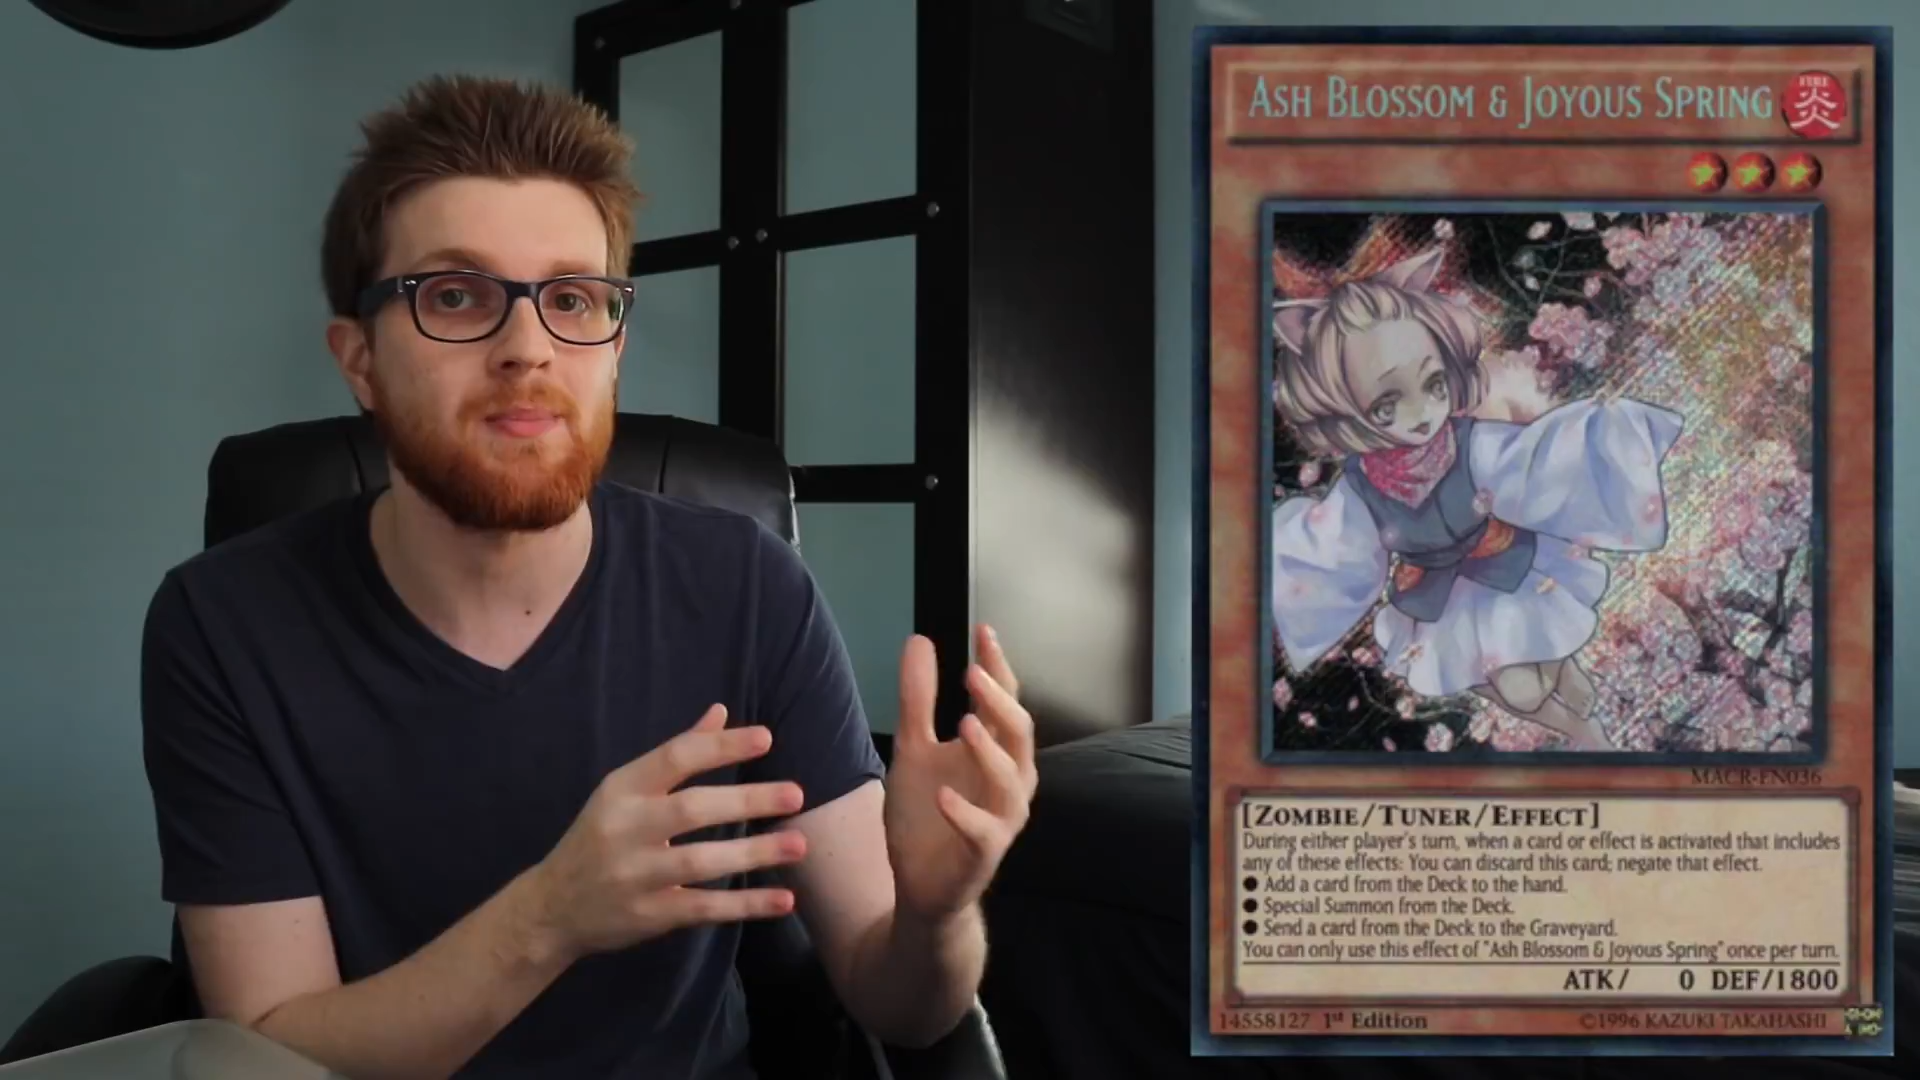 ASH BLOSSOM & JOYOUS SPRING
FIRE
炎
MACR-EN036
[ZOMBIE/TUNER/EFFECT]
During either player's turn, when a card or effect is activated that includes
any of these effects: You can discard this card; negate that effect.
● Add a card from the Deck to the hand.
● Special Summon from the Deck.
● Send a card from the Deck to the Graveyard.
You can only use this effect of "Ash Blossom & Joyous Spring" once per turn.
ATK/ 0 DEF/1800
14558127 1st Edition ©1996 KAZUKI TAKAHASHI